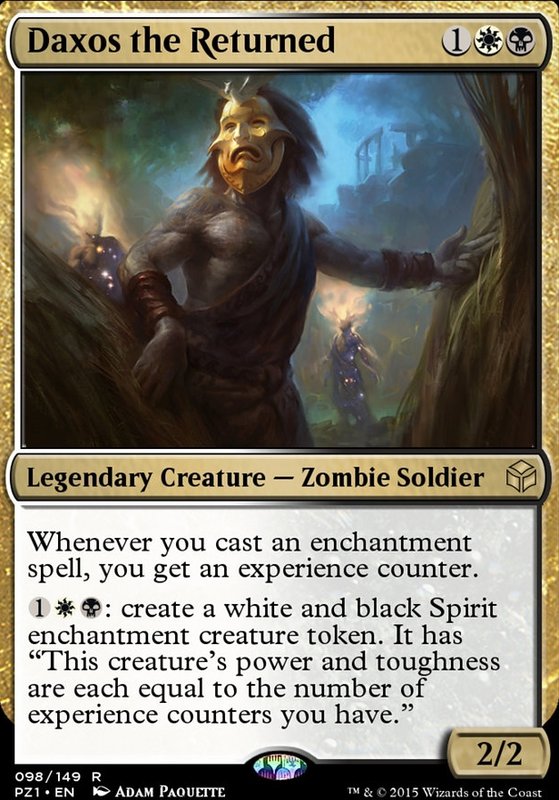 Daxos the Returned 1
Legendary Creature — Zombie Soldier
Whenever you cast an enchantment
spell, you get an experience counter.
1 : create a white and black Spirit
enchantment creature token. It has
“This creature’s power and toughness
are each equal to the number of
experience counters you have.”
2/2
098/149 R
PZ1 • EN Adam Paquette
™ & © 2015 Wizards of the Coast